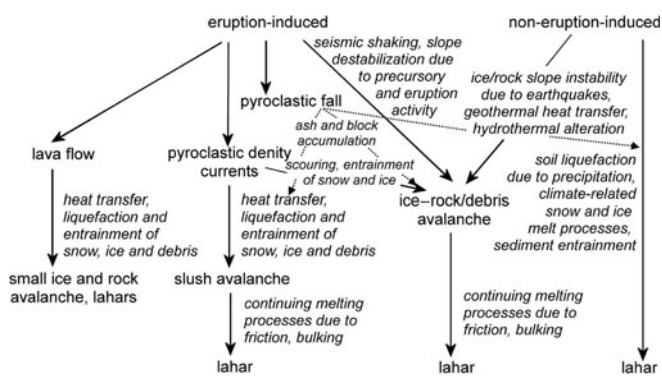 eruption-induced
non-eruption-induced
seismic shaking, slope
destabilization due
to precursory
and eruption
activity
ice/rock slope instability
due to earthquakes,
geothermal heat transfer,
hydrothermal alteration
pyroclastic fall
ash and block
accumulation
lava flow
pyroclastic denity
currents
scouring, entrainment
of snow and ice
soil liquefaction
due to precipitation,
climate-related
snow and ice
melt processes,
sediment entrainment
heat transfer,
liquefaction and
entrainment of
snow, ice and debris
heat transfer,
liquefaction and
entrainment of
snow, ice and debris
ice–rock/debris
avalanche
small ice and rock
avalanche, lahars
slush avalanche
continuing melting
processes due to
friction, bulking
continuing melting
processes due to
friction, bulking
lahar
lahar
lahar